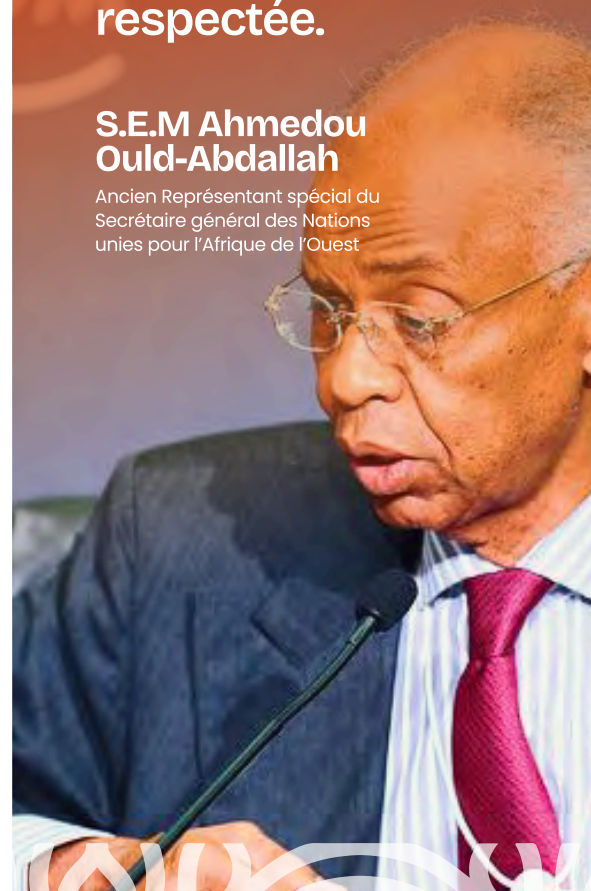 respectée.
S.E.M Ahmedou
Ould-Abdallah
Ancien Représentant spécial du
Secrétaire général des Nations
unies pour l'Afrique de l'Ouest